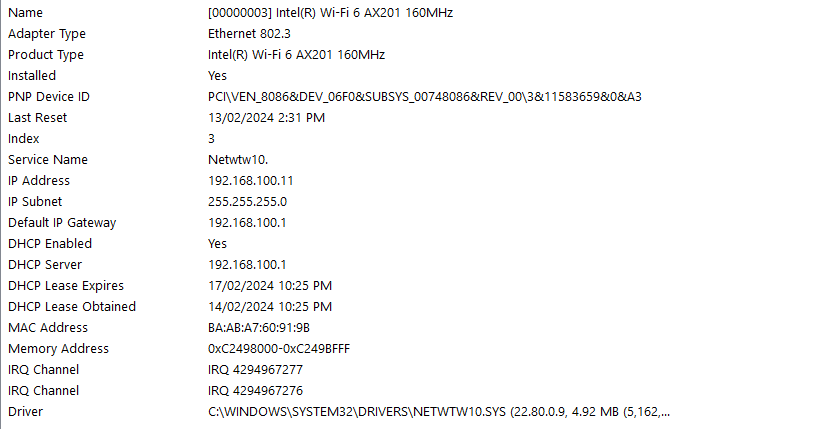 Name [00000003] Intel(R) Wi-Fi 6 AX201 160MHz
Adapter Type Ethernet 802.3
Product Type Intel(R) Wi-Fi 6 AX201 160MHz
Installed Yes
PNP Device ID PCI\VEN_8086&DEV_06F0&SUBSYS_00748086&REV_00\3&11583659&0&A3
Last Reset 13/02/2024 2:31 PM
Index 3
Service Name Netwtw10.
IP Address 192.168.100.11
IP Subnet 255.255.255.0
Default IP Gateway 192.168.100.1
DHCP Enabled Yes
DHCP Server 192.168.100.1
DHCP Lease Expires 17/02/2024 10:25 PM
DHCP Lease Obtained 14/02/2024 10:25 PM
MAC Address BA:AB:A7:60:91:9B
Memory Address 0xC2498000-0xC249BFFF
IRQ Channel IRQ 4294967277
IRQ Channel IRQ 4294967276
Driver C:\WINDOWS\SYSTEM32\DRIVERS\NETWTW10.SYS (22.80.0.9, 4.92 MB (5,162,...